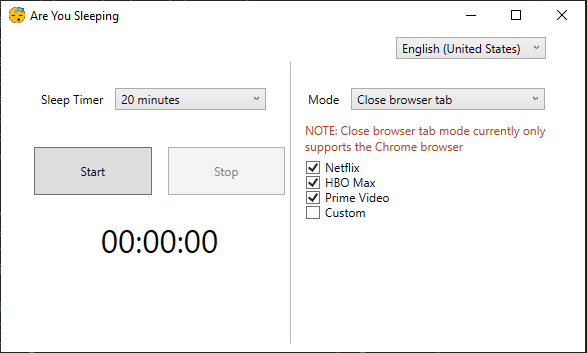 Are You Sleeping
English (United States)
Sleep Timer
20 minutes
Start
Stop
00:00:00
Mode
Close browser tab
NOTE: Close browser tab mode currently only
supports the Chrome browser
Netflix
HBO Max
Prime Video
Custom